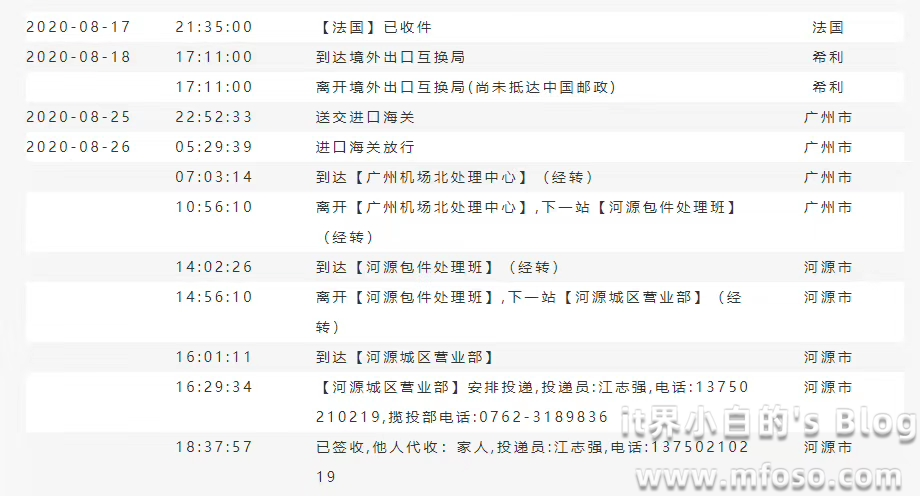 2020-08-17 21:35:00 【法国】已收件 法国
2020-08-18 17:11:00 到达境外出口互换局 希利
17:11:00 离开境外出口互换局(尚未抵达中国邮政) 希利
2020-08-25 22:52:33 送交进口海关 广州市
2020-08-26 05:29:39 进口海关放行 广州市
07:03:14 到达【广州机场北处理中心】（经转） 广州市
10:56:10 离开【广州机场北处理中心】,下一站【河源包件处理班】 广州市
（经转）
14:02:26 到达【河源包件处理班】（经转） 河源市
14:56:10 离开【河源包件处理班】,下一站【河源城区营业部】（经 河源市
转）
16:01:11 到达【河源城区营业部】 河源市
16:29:34 【河源城区营业部】安排投递,投递员:江志强,电话:13750 河源市
210219,揽投部电话:0762-3189836
it界小白的's Blog
18:37:57 已签收,他人代收：家人,投递员:江志强,电话:137502102 河源市
19
www.mfoso.com